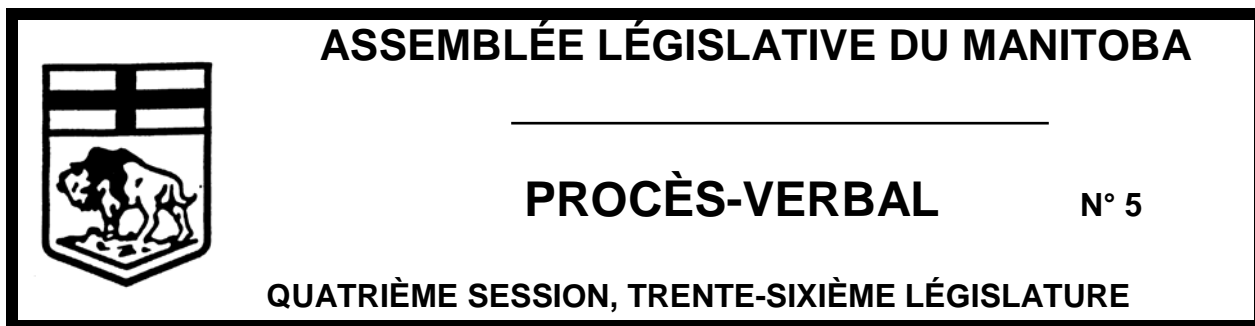 ASSEMBLÉE LÉGISLATIVE DU MANITOBA
PROCÈS-VERBAL N° 5
QUATRIÈME SESSION, TRENTE-SIXIÈME LÉGISLATURE